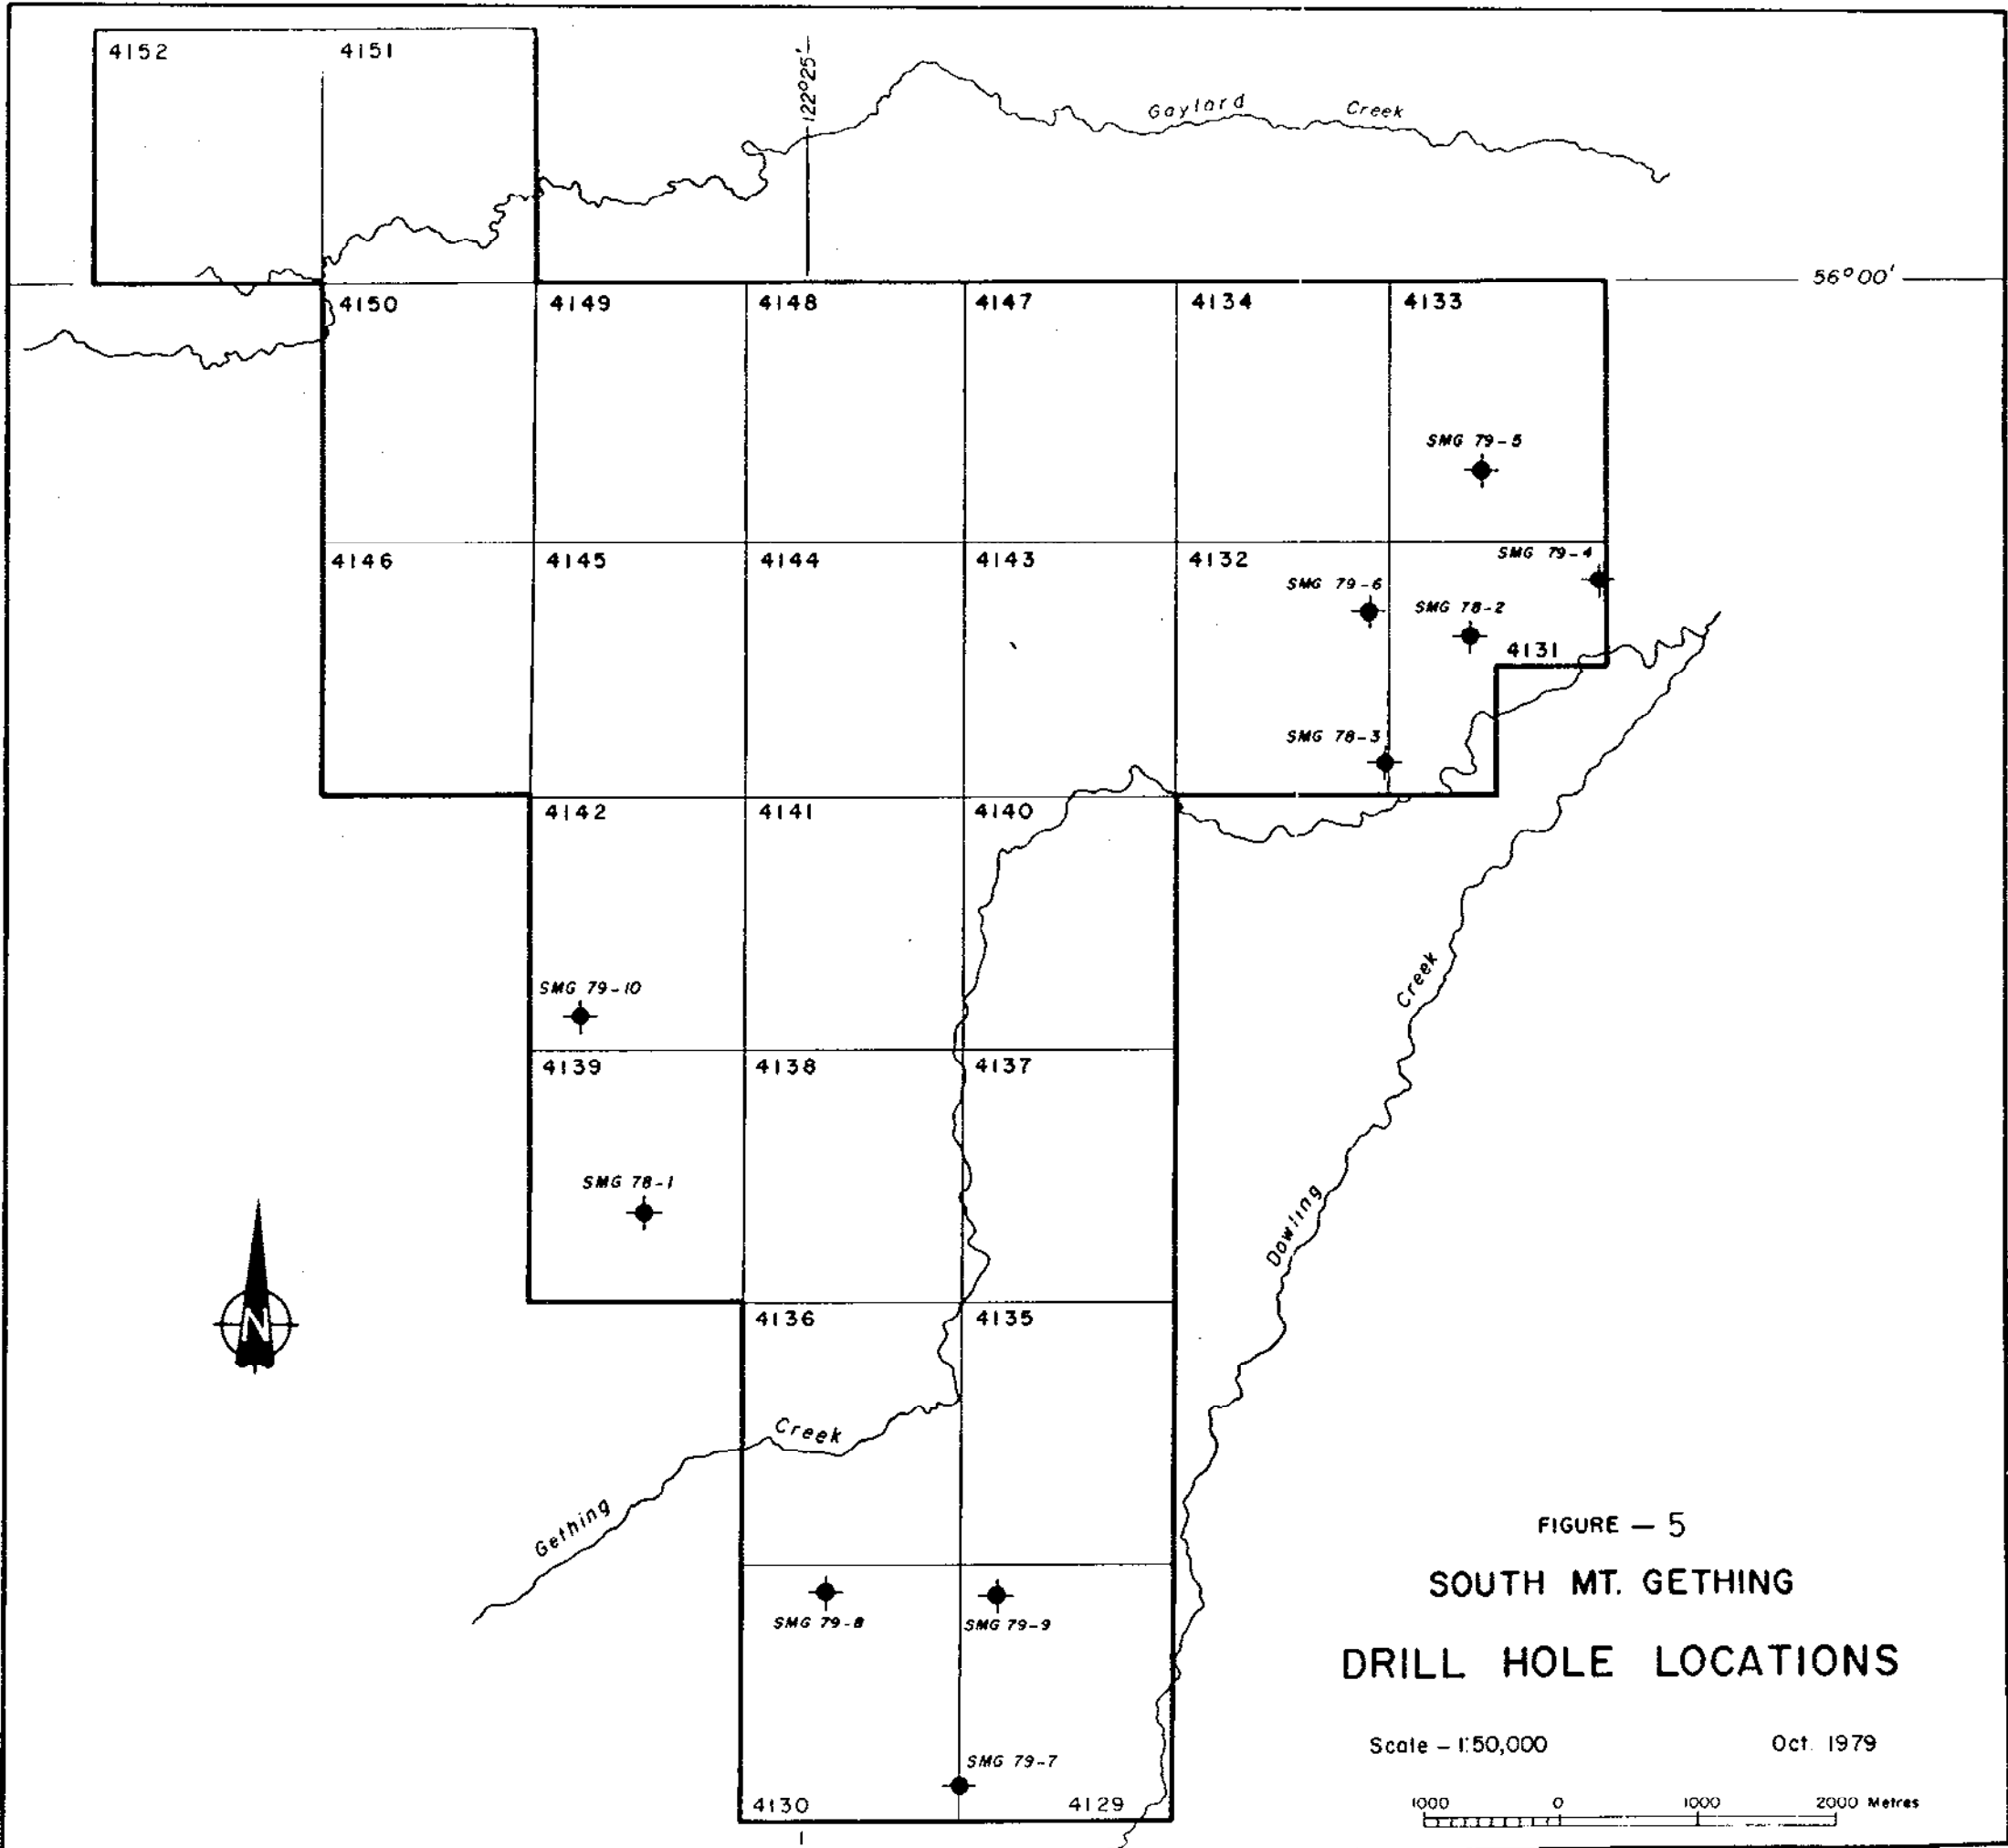 4152
4151
122°25'
Gaylard Creek
56°00'
4150
4149
4148
4147
4134
4133
SMG 79-5
4146
4145
4144
4143
4132
SMG 79-4
SMG 79-6
SMG 78-2
4131
SMG 78-3
4142
4141
4140
SMG 79-10
Dowling Creek
4139
4138
4137
SMG 78-1
N
4136
4135
Gething Creek
SMG 79-8
SMG 79-9
SMG 79-7
4130
4129
FIGURE — 5
SOUTH MT. GETHING
DRILL HOLE LOCATIONS
Scale – 1:50,000
Oct. 1979
1000 0 1000 2000 Metres